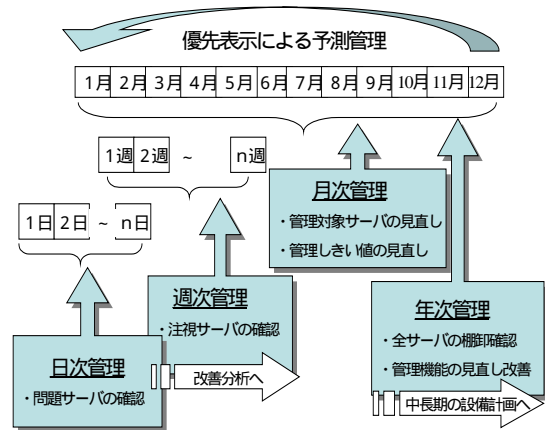 優先表示による予測管理
1月 2月 3月 4月 5月 6月 7月 8月 9月 10月 11月 12月
1週 2週 ~ n週
1日 2日 ~ n日
月次管理
・管理対象サーバの見直し
・管理しきい値の見直し
週次管理
・注視サーバの確認
改善分析へ
年次管理
・全サーバの棚卸確認
・管理機能の見直し改善
中長期の設備計画へ
日次管理
・問題サーバの確認